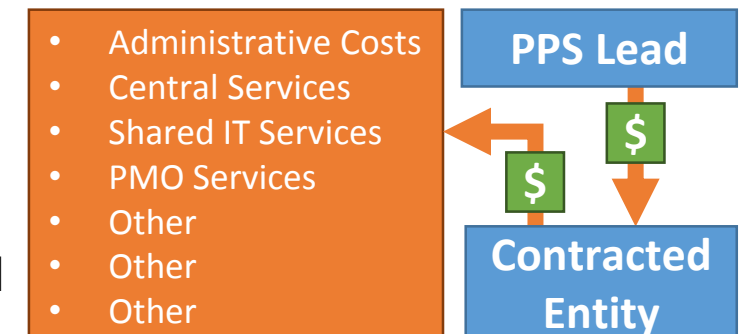 • Administrative Costs
• Central Services
• Shared IT Services
• PMO Services
• Other
• Other
• Other
PPS Lead
$
$
Contracted
Entity